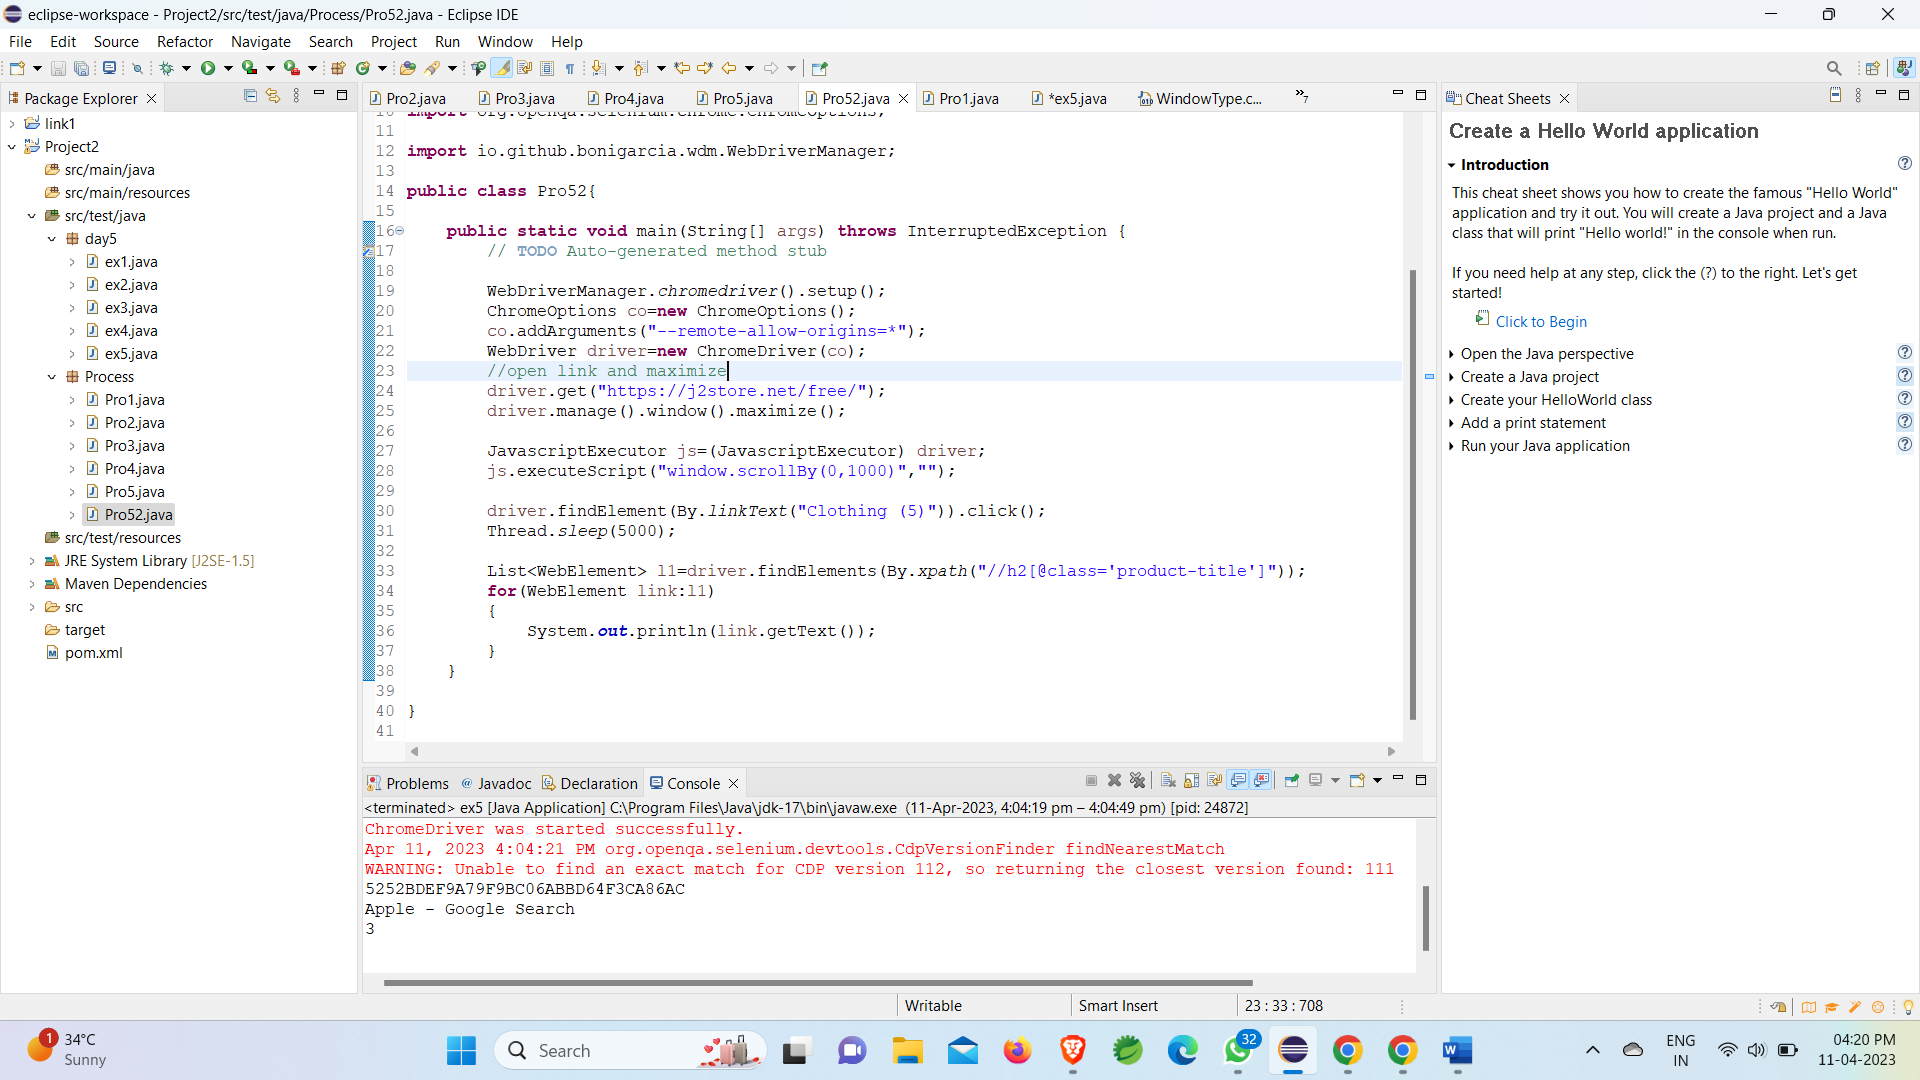 eclipse-workspace - Project2/src/test/java/Process/Pro52.java - Eclipse IDE
File Edit Source Refactor Navigate Search Project Run Window Help
Package Explorer
link1
Project2
src/main/java
src/main/resources
src/test/java
day5
ex1.java
ex2.java
ex3.java
ex4.java
ex5.java
Process
Pro1.java
Pro2.java
Pro3.java
Pro4.java
Pro5.java
Pro52.java
src/test/resources
JRE System Library [J2SE-1.5]
Maven Dependencies
src
target
pom.xml
Pro2.java Pro3.java Pro4.java Pro5.java Pro52.java Pro1.java *ex5.java WindowType.c... »7
10 import org.openqa.selenium.chrome.ChromeOptions;
11
12 import io.github.bonigarcia.wdm.WebDriverManager;
13
14 public class Pro52{
15
16 public static void main(String[] args) throws InterruptedException {
17 // TODO Auto-generated method stub
18
19 WebDriverManager.chromedriver().setup();
20 ChromeOptions co=new ChromeOptions();
21 co.addArguments("--remote-allow-origins=*");
22 WebDriver driver=new ChromeDriver(co);
23 //open link and maximize
24 driver.get("https://j2store.net/free/");
25 driver.manage().window().maximize();
26
27 JavascriptExecutor js=(JavascriptExecutor) driver;
28 js.executeScript("window.scrollBy(0,1000)","");
29
30 driver.findElement(By.linkText("Clothing (5)")).click();
31 Thread.sleep(5000);
32
33 List<WebElement> l1=driver.findElements(By.xpath("//h2[@class='product-title']"));
34 for(WebElement link:l1)
35 {
36 System.out.println(link.getText());
37 }
38 }
39
40 }
41
Problems Javadoc Declaration Console
<terminated> ex5 [Java Application] C:\Program Files\Java\jdk-17\bin\javaw.exe (11-Apr-2023, 4:04:19 pm – 4:04:49 pm) [pid: 24872]
ChromeDriver was started successfully.
Apr 11, 2023 4:04:21 PM org.openqa.selenium.devtools.CdpVersionFinder findNearestMatch
WARNING: Unable to find an exact match for CDP version 112, so returning the closest version found: 111
5252BDEF9A79F9BC06ABBD64F3CA86AC
Apple - Google Search
3
Cheat Sheets
Create a Hello World application
Introduction
This cheat sheet shows you how to create the famous "Hello World"
application and try it out. You will create a Java project and a Java
class that will print "Hello world!" in the console when run.
If you need help at any step, click the (?) to the right. Let's get
started!
Click to Begin
Open the Java perspective
Create a Java project
Create your HelloWorld class
Add a print statement
Run your Java application
Writable Smart Insert 23 : 33 : 708
1 34°C
Sunny
Search
32
ENG
IN
04:20 PM
11-04-2023